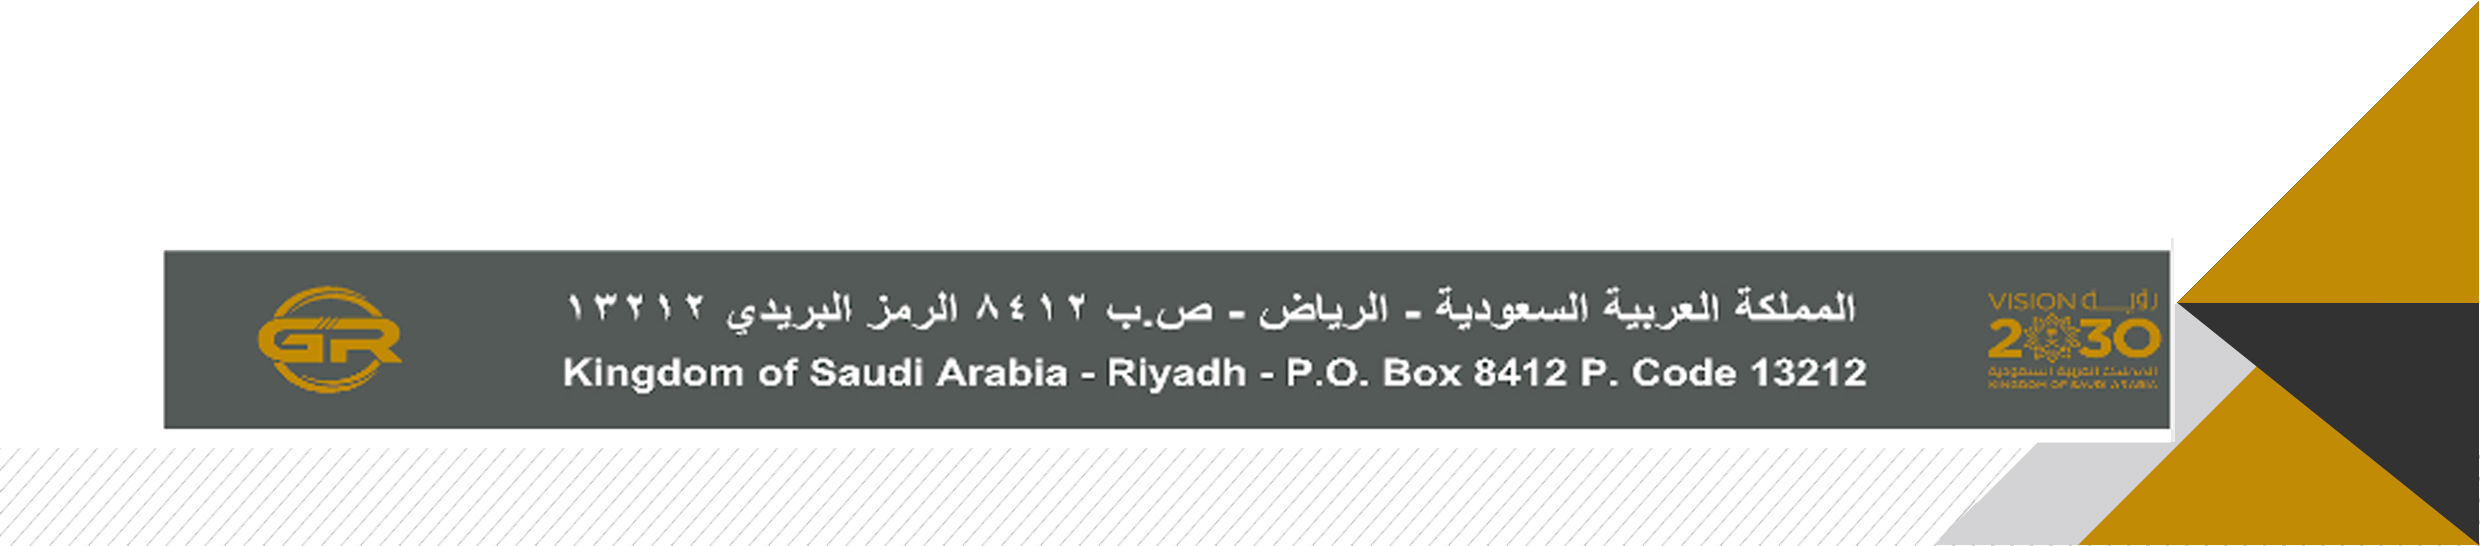 GR
المملكة العربية السعودية - الرياض - ص.ب ٨٤١٢ الرمز البريدي ١٣٢١٢
Kingdom of Saudi Arabia - Riyadh - P.O. Box 8412 P. Code 13212
VISION رؤيـــة
2030
المملكة العربية السعودية
KINGDOM OF SAUDI ARABIA